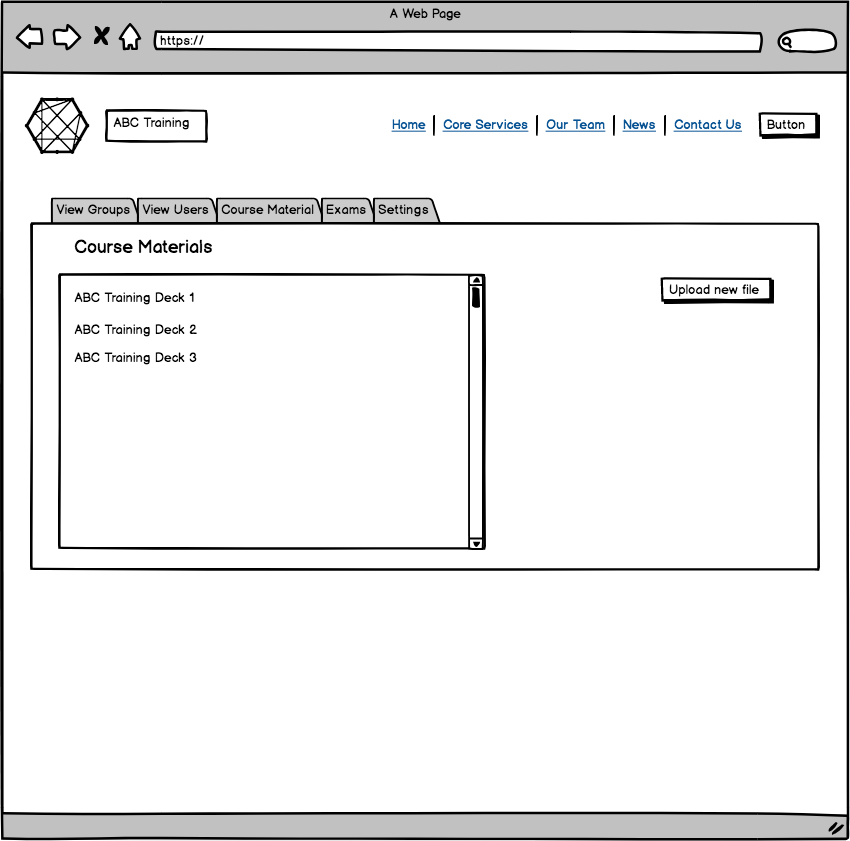 A Web Page
https://
ABC Training
Home Core Services Our Team News Contact Us Button
View Groups View Users Course Material Exams Settings
Course Materials
Upload new file
ABC Training Deck 1
ABC Training Deck 2
ABC Training Deck 3